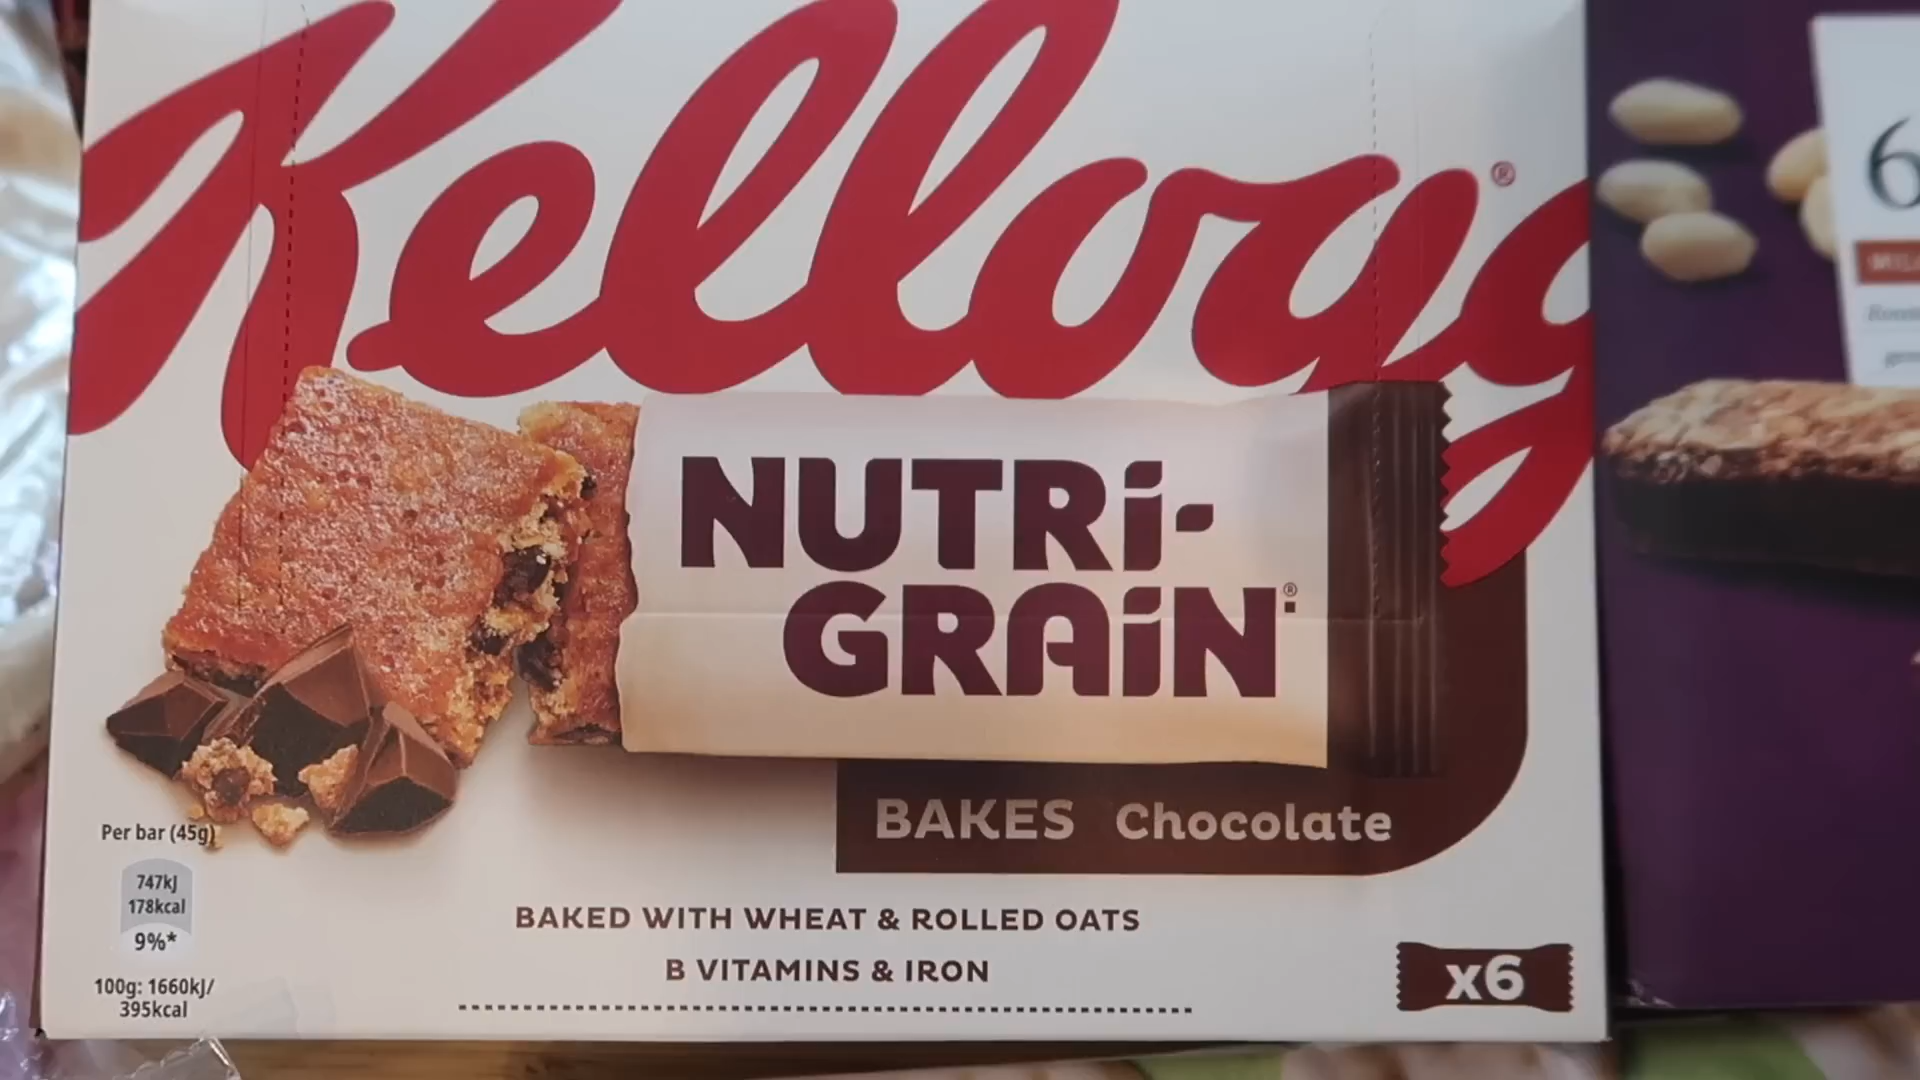 Kellogg
®
NUTRi-
GRAiN®
BAKES Chocolate
Per bar (45g)
747kJ
178kcal
9%*
100g: 1660kJ/
395kcal
BAKED WITH WHEAT & ROLLED OATS
B VITAMINS & IRON
x6
6